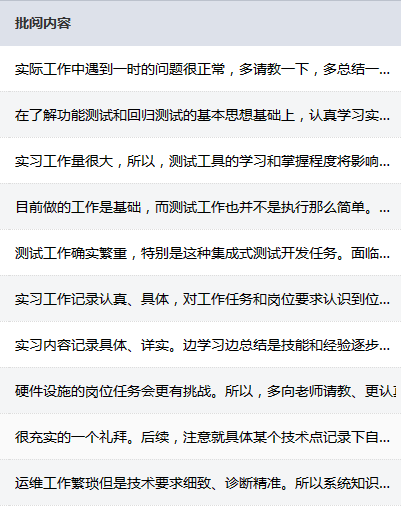 批阅内容
实际工作中遇到一时的问题很正常，多请教一下，多总结一...
在了解功能测试和回归测试的基本思想基础上，认真学习实...
实习工作量很大，所以，测试工具的学习和掌握程度将影响...
目前做的工作是基础，而测试工作也并不是执行那么简单。...
测试工作确实繁重，特别是这种集成式测试开发任务。面临...
实习工作记录认真、具体，对工作任务和岗位要求认识到位...
实习内容记录具体、详实。边学习边总结是技能和经验逐步...
硬件设施的岗位任务会更有挑战。所以，多向老师请教、更认
很充实的一个礼拜。后续，注意就具体某个技术点记录下自...
运维工作繁琐但是技术要求细致、诊断精准。所以系统知识...